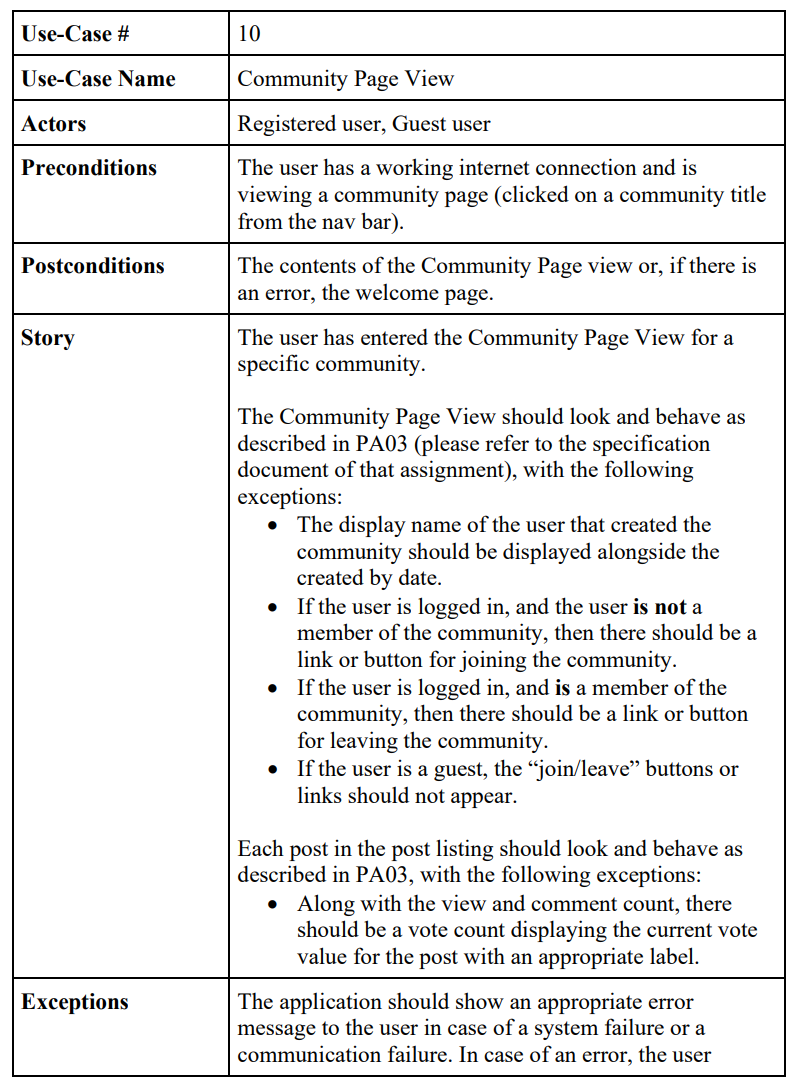 Use-Case # 10
Use-Case Name Community Page View
Actors Registered user, Guest user
Preconditions The user has a working internet connection and is
viewing a community page (clicked on a community title
from the nav bar).
Postconditions The contents of the Community Page view or, if there is
an error, the welcome page.
Story The user has entered the Community Page View for a
specific community.
The Community Page View should look and behave as
described in PA03 (please refer to the specification
document of that assignment), with the following
exceptions:
• The display name of the user that created the
community should be displayed alongside the
created by date.
• If the user is logged in, and the user is not a
member of the community, then there should be a
link or button for joining the community.
• If the user is logged in, and is a member of the
community, then there should be a link or button
for leaving the community.
• If the user is a guest, the “join/leave” buttons or
links should not appear.
Each post in the post listing should look and behave as
described in PA03, with the following exceptions:
• Along with the view and comment count, there
should be a vote count displaying the current vote
value for the post with an appropriate label.
Exceptions The application should show an appropriate error
message to the user in case of a system failure or a
communication failure. In case of an error, the user